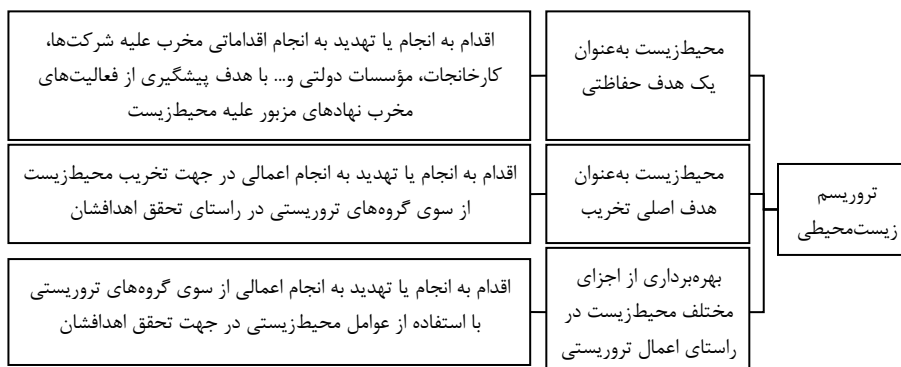 تروریسم
زیست‌محیطی
محیط‌زیست به‌عنوان
یک هدف حفاظتی
اقدام به انجام یا تهدید به انجام اقداماتی مخرب علیه شرکت‌ها،
کارخانجات، مؤسسات دولتی و... با هدف پیشگیری از فعالیت‌های
مخرب نهادهای مزبور علیه محیط‌زیست
محیط‌زیست به‌عنوان
هدف اصلی تخریب
اقدام به انجام یا تهدید به انجام اعمالی در جهت تخریب محیط‌زیست
از سوی گروه‌های تروریستی در راستای تحقق اهدافشان
بهره‌برداری از اجزای
مختلف محیط‌زیست در
راستای اعمال تروریستی
اقدام به انجام یا تهدید به انجام اعمالی از سوی گروه‌های تروریستی
با استفاده از عوامل محیط‌زیستی در جهت تحقق اهدافشان